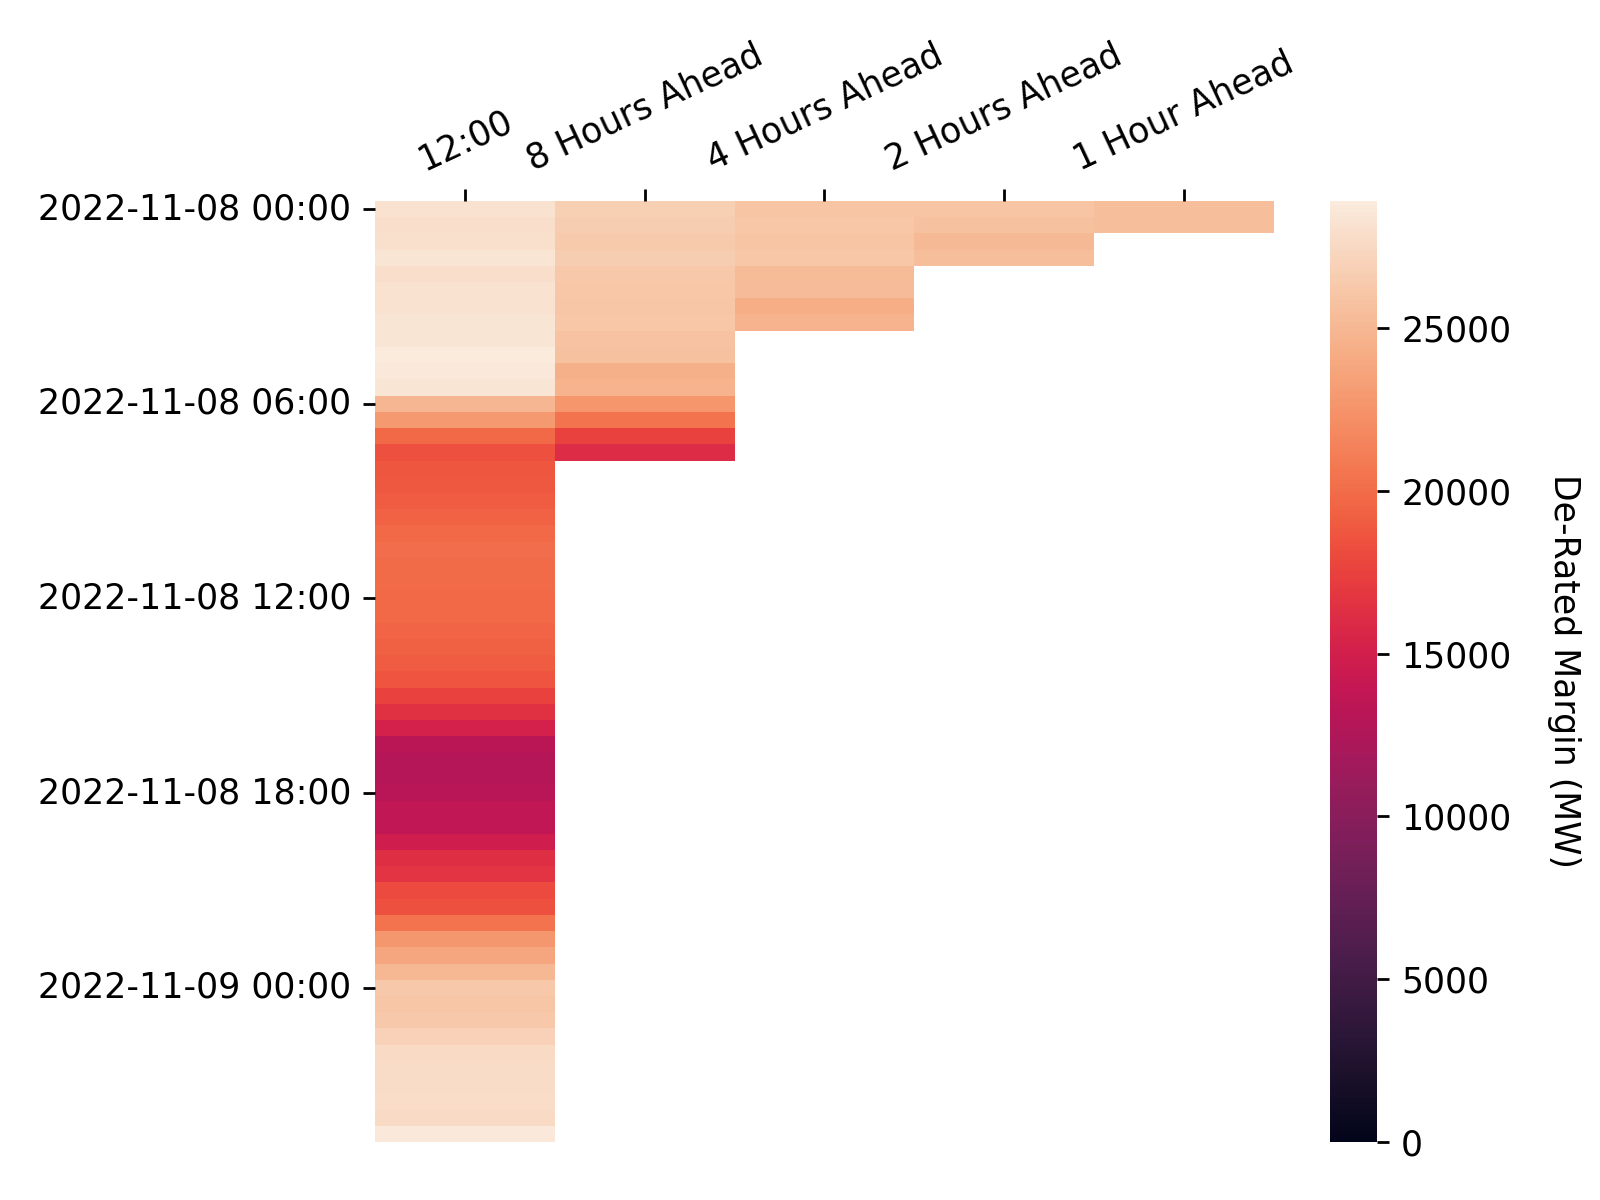 12:00
8 Hours Ahead
4 Hours Ahead
2 Hours Ahead
1 Hour Ahead
2022-11-08 00:00
2022-11-08 06:00
2022-11-08 12:00
2022-11-08 18:00
2022-11-09 00:00
25000
20000
15000
10000
5000
0
De-Rated Margin (MW)